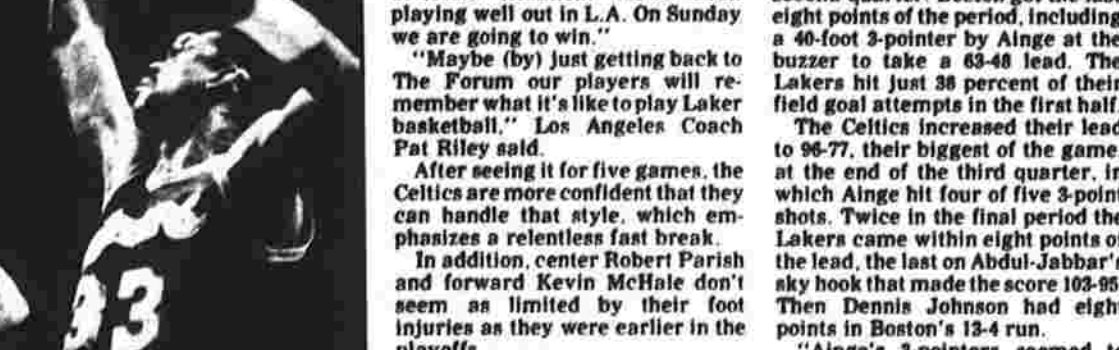 33
playing well out in L.A. On Sunday
we are going to win."
"Maybe (by) just getting back to
The Forum our players will re-
member what it's like to play Laker
basketball," Los Angeles Coach
Pat Riley said.
After seeing it for five games, the
Celtics are more confident that they
can handle that style, which em-
phasizes a relentless fast break.
In addition, center Robert Parish
and forward Kevin McHale don't
seem as limited by their foot
injuries as they were earlier in the
playoffs.
eight points of the period, including
a 40-foot 3-pointer by Ainge at the
buzzer to take a 63-48 lead. The
Lakers hit just 38 percent of their
field goal attempts in the first half.
The Celtics increased their lead
to 96-77, their biggest of the game,
at the end of the third quarter, in
which Ainge hit four of five 3-point
shots. Twice in the final period the
Lakers came within eight points of
the lead, the last on Abdul-Jabbar's
sky hook that made the score 103-95.
Then Dennis Johnson had eight
points in Boston's 13-4 run.
"Ainge's 3-pointers seemed